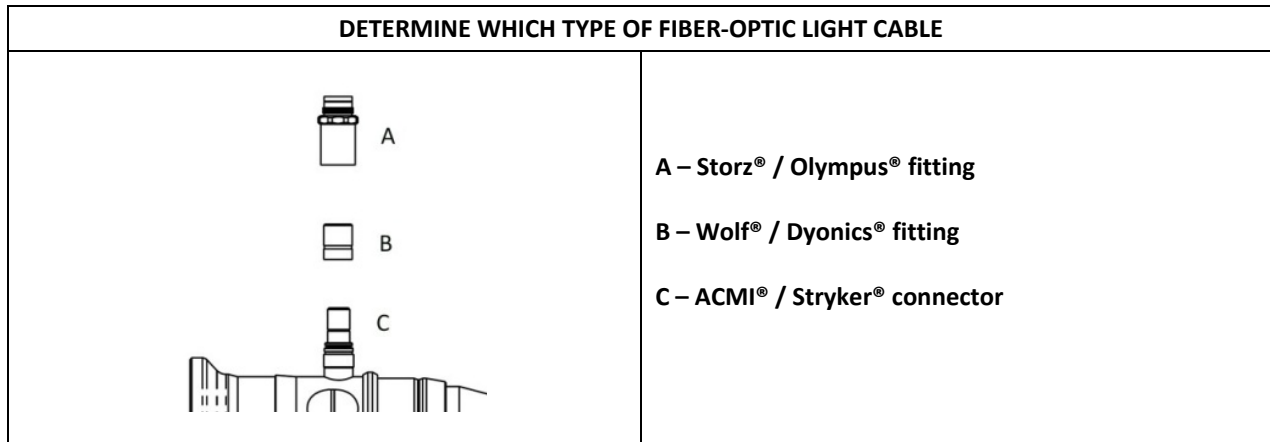 DETERMINE WHICH TYPE OF FIBER-OPTIC LIGHT CABLE
A
B
C
A – Storz® / Olympus® fitting
B – Wolf® / Dyonics® fitting
C – ACMI® / Stryker® connector